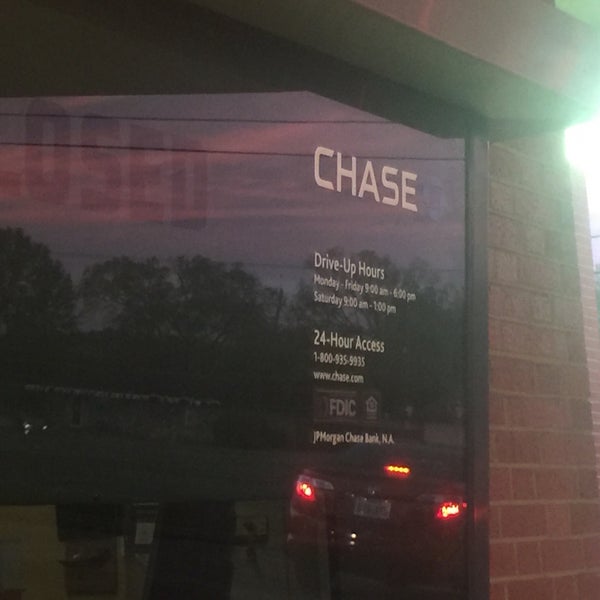 CLOSED
CHASE
Drive-Up Hours
Monday - Friday 9:00 am - 6:00 pm
Saturday 9:00 am - 1:00 pm
24-Hour Access
1-800-935-9935
www.chase.com
FDIC
JPMorgan Chase Bank, N.A.